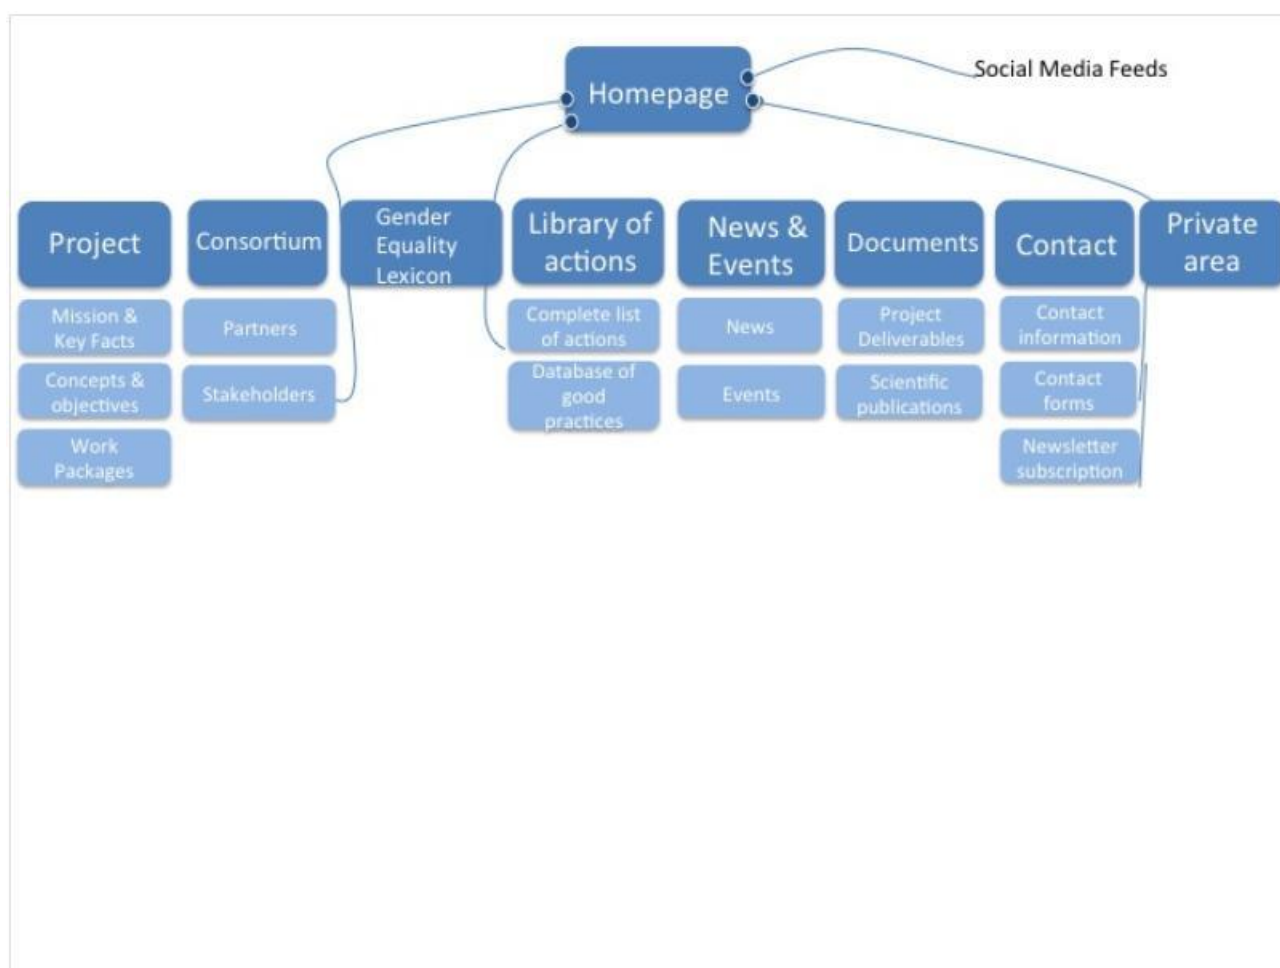 Homepage
Social Media Feeds
Project
Consortium
Gender
Equality
Lexicon
Library of
actions
News &
Events
Documents
Contact
Private
area
Mission &
Key Facts
Concepts &
objectives
Work
Packages
Partners
Stakeholders
Complete list
of actions
Database of
good
practices
News
Events
Project
Deliverables
Scientific
publications
Contact
information
Contact
forms
Newsletter
subscription